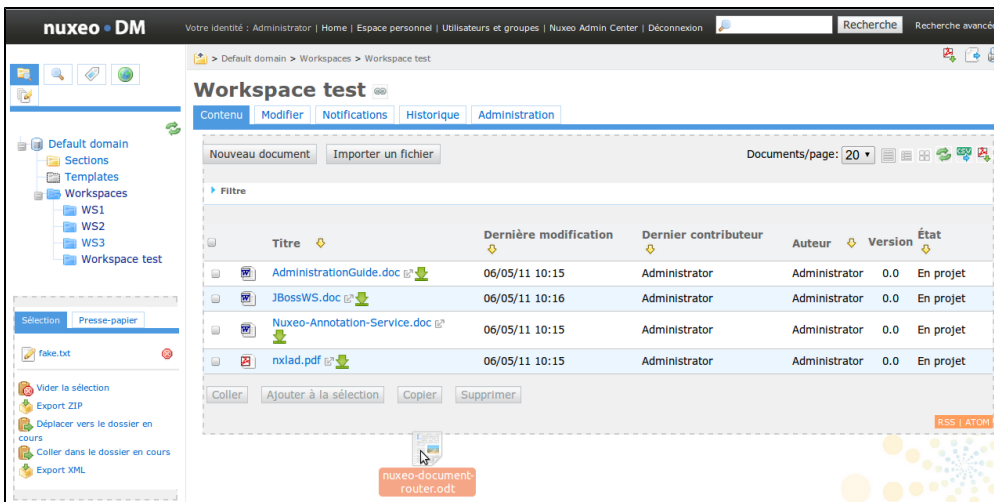 nuxeo DM
Votre identité : Administrator | Home | Espace personnel | Utilisateurs et groupes | Nuxeo Admin Center | Déconnexion
Recherche
Recherche avancée
> Default domain > Workspaces > Workspace test
Workspace test
Contenu Modifier Notifications Historique Administration
Default domain
Sections
Templates
Workspaces
WS1
WS2
WS3
Workspace test
Nouveau document Importer un fichier
Documents/page: 20
CSV
Filtre
Titre Dernière modification Dernier contributeur Auteur Version État
AdministrationGuide.doc 06/05/11 10:15 Administrator Administrator 0.0 En projet
JBossWS.doc 06/05/11 10:16 Administrator Administrator 0.0 En projet
Nuxeo-Annotation-Service.doc 06/05/11 10:15 Administrator Administrator 0.0 En projet
nxlad.pdf 06/05/11 10:15 Administrator Administrator 0.0 En projet
Coller Ajouter à la sélection Copier Supprimer
RSS | ATOM
Sélection Presse-papier
fake.txt
Vider la sélection
Export ZIP
Déplacer vers le dossier en
cours
Coller dans le dossier en cours
Export XML
nuxeo-document-
router.odt